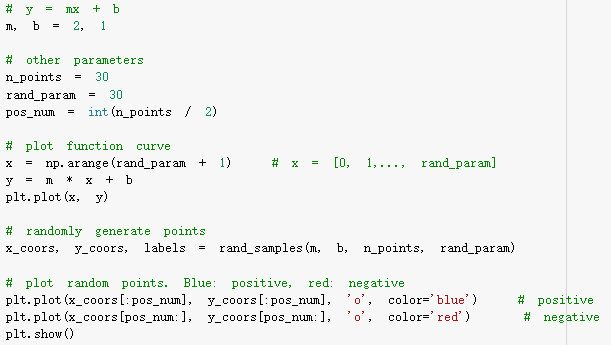 # y = mx + b
m, b = 2, 1
# other parameters
n_points = 30
rand_param = 30
pos_num = int(n_points / 2)
# plot function curve
x = np.arange(rand_param + 1) # x = [0, 1,..., rand_param]
y = m * x + b
plt.plot(x, y)
# randomly generate points
x_coors, y_coors, labels = rand_samples(m, b, n_points, rand_param)
# plot random points. Blue: positive, red: negative
plt.plot(x_coors[:pos_num], y_coors[:pos_num], 'o', color='blue') # positive
plt.plot(x_coors[pos_num:], y_coors[pos_num:], 'o', color='red') # negative
plt.show()